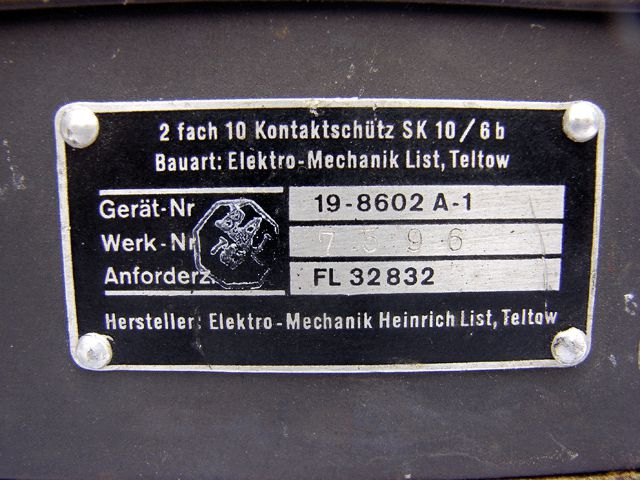 2 fach 10 Kontaktschütz SK 10/6b
Bauart: Elektro-Mechanik List, Teltow
Gerät-Nr 19-8602 A-1
Werk-Nr 7596
Anforderz. FL 32832
Hersteller: Elektro-Mechanik Heinrich List, Teltow